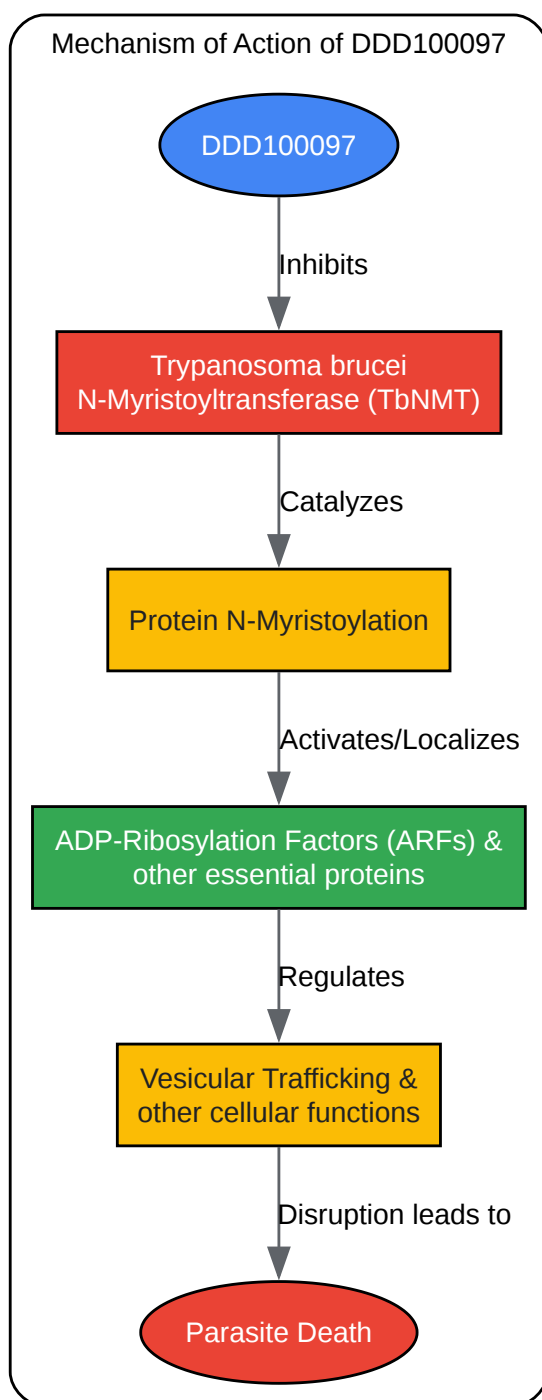 Mechanism of Action of DDD100097
DDD100097
Inhibits
Trypanosoma brucei
N-Myristoyltransferase (TbNMT)
Catalyzes
Protein N-Myristoylation
Activates/Localizes
ADP-Ribosylation Factors (ARFs) &
other essential proteins
Regulates
Vesicular Trafficking &
other cellular functions
Disruption leads to
Parasite Death